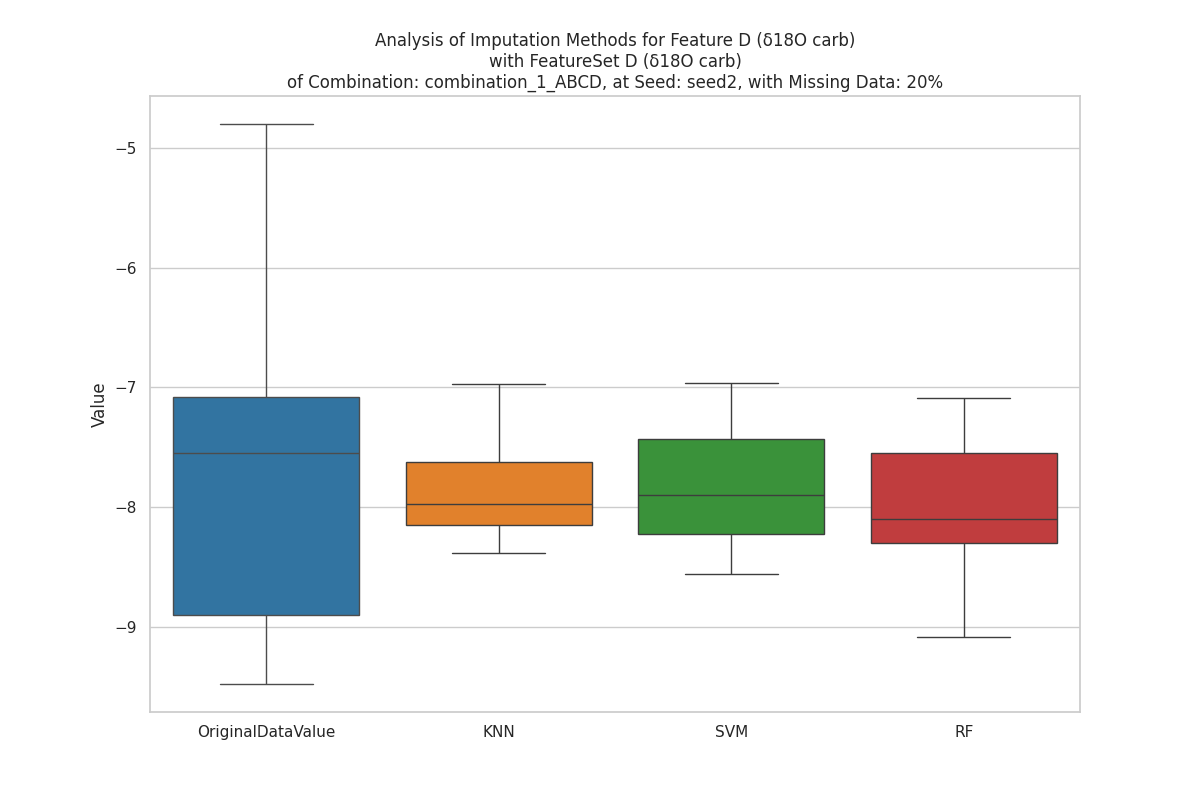 Analysis of Imputation Methods for Feature D (δ18O carb)
with FeatureSet D (δ18O carb)
of Combination: combination_1_ABCD, at Seed: seed2, with Missing Data: 20%
−5
−6
−7
−8
−9
Value
OriginalDataValue
KNN
SVM
RF